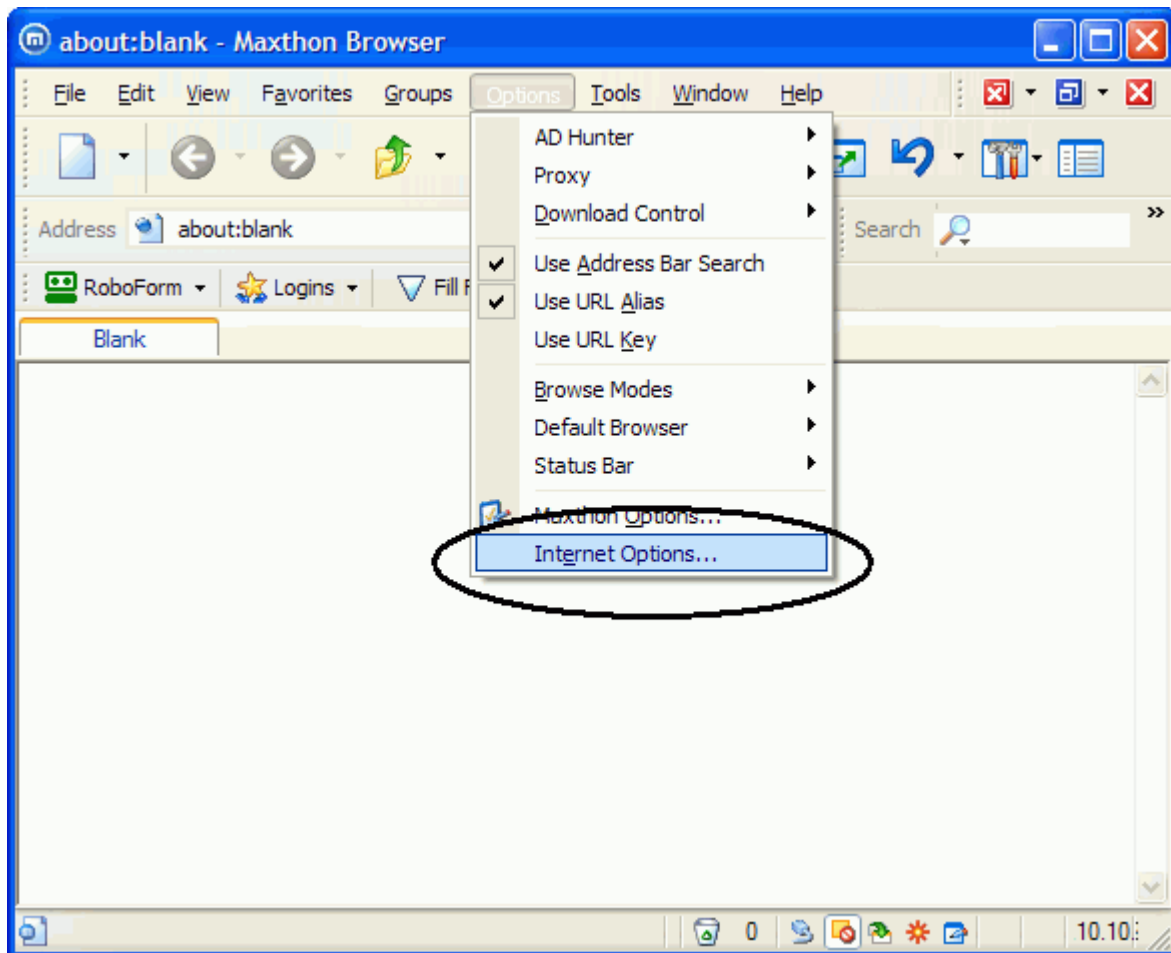 about:blank - Maxthon Browser
File Edit View Favorites Groups Options Tools Window Help
Address about:blank Search »
RoboForm Logins Fill
Blank
AD Hunter
Proxy
Download Control
Use Address Bar Search
Use URL Alias
Use URL Key
Browse Modes
Default Browser
Status Bar
Maxthon Options...
Internet Options...
0 10.10.